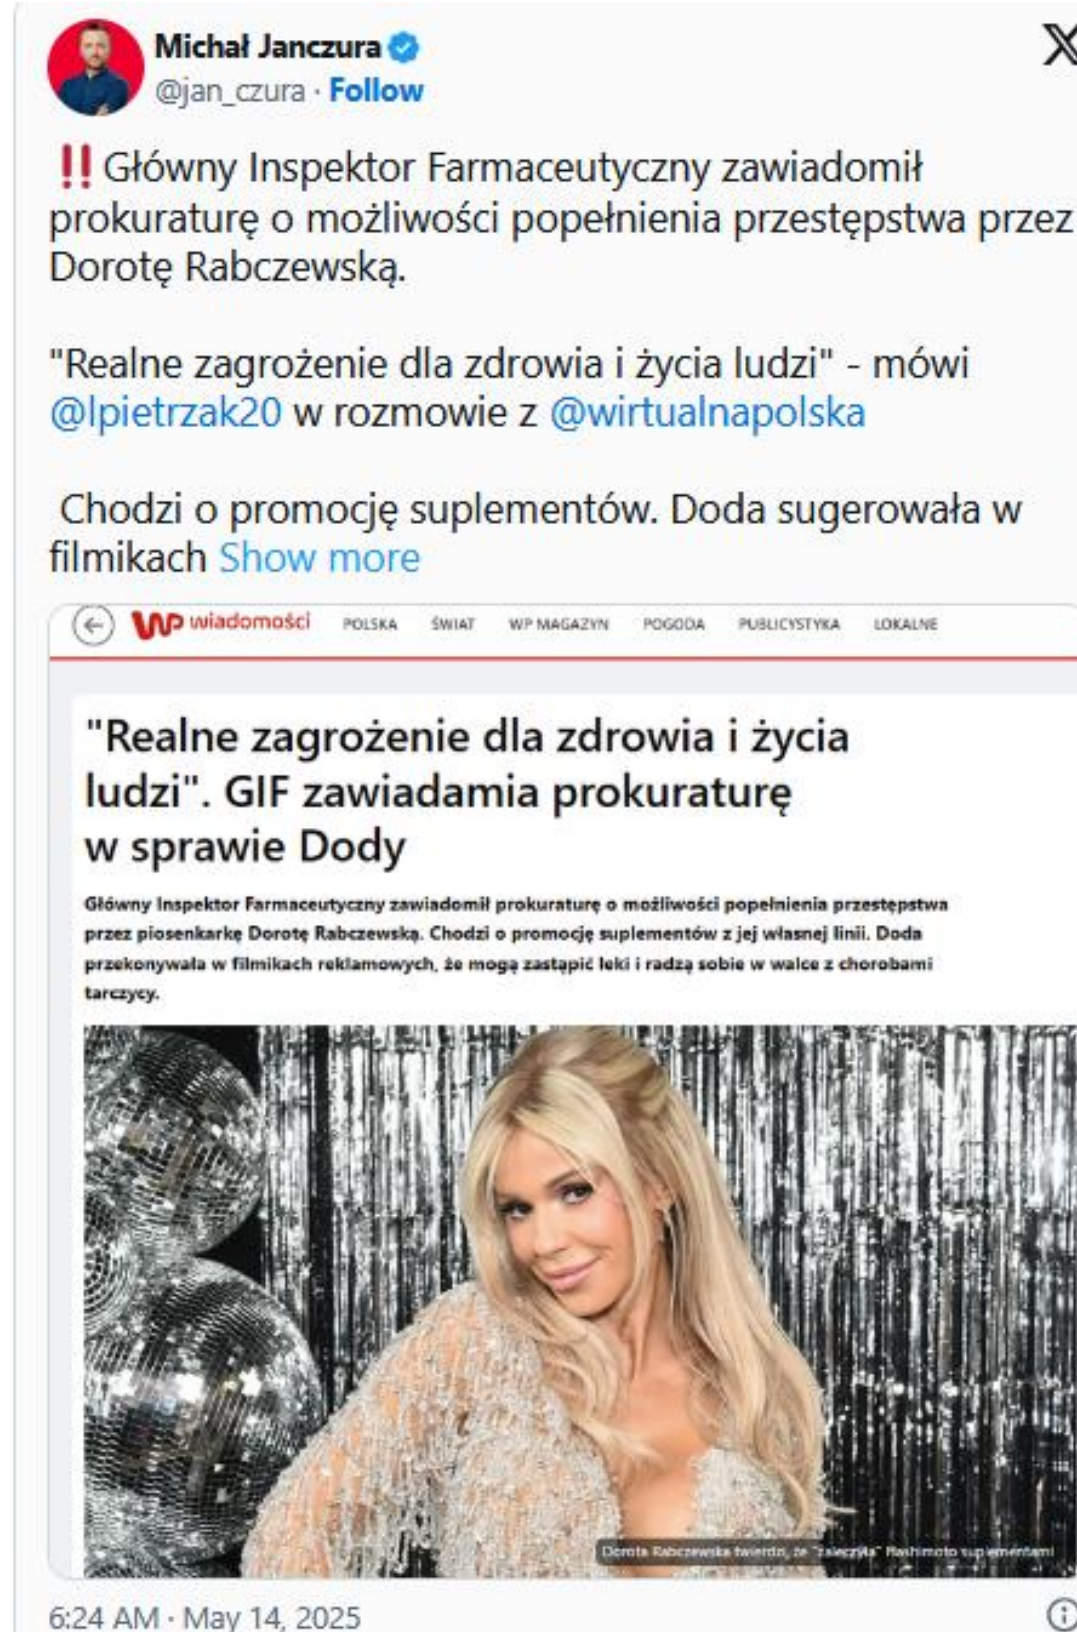 Michał Janczura
@jan_czura · Follow
‼️Główny Inspektor Farmaceutyczny zawiadomił
prokuraturę o możliwości popełnienia przestępstwa przez
Dorotę Rabczewską.
"Realne zagrożenie dla zdrowia i życia ludzi" - mówi
@lpietrzak20 w rozmowie z @wirtualnapolska
Chodzi o promocję suplementów. Doda sugerowała w
filmikach Show more
WP wiadomości POLSKA ŚWIAT WP MAGAZYN POGODA PUBLICYSTYKA LOKALNE
"Realne zagrożenie dla zdrowia i życia
ludzi". GIF zawiadamia prokuraturę
w sprawie Dody
Główny Inspektor Farmaceutyczny zawiadomił prokuraturę o możliwości popełnienia przestępstwa
przez piosenkarkę Dorotę Rabczewską. Chodzi o promocję suplementów z jej własnej linii. Doda
przekonywała w filmikach reklamowych, że mogą zastąpić leki i radzą sobie w walce z chorobami
tarczycy.
Dorota Rabczewska twierdzi, że "zaleczyła" Hashimoto suplementami
6:24 AM · May 14, 2025